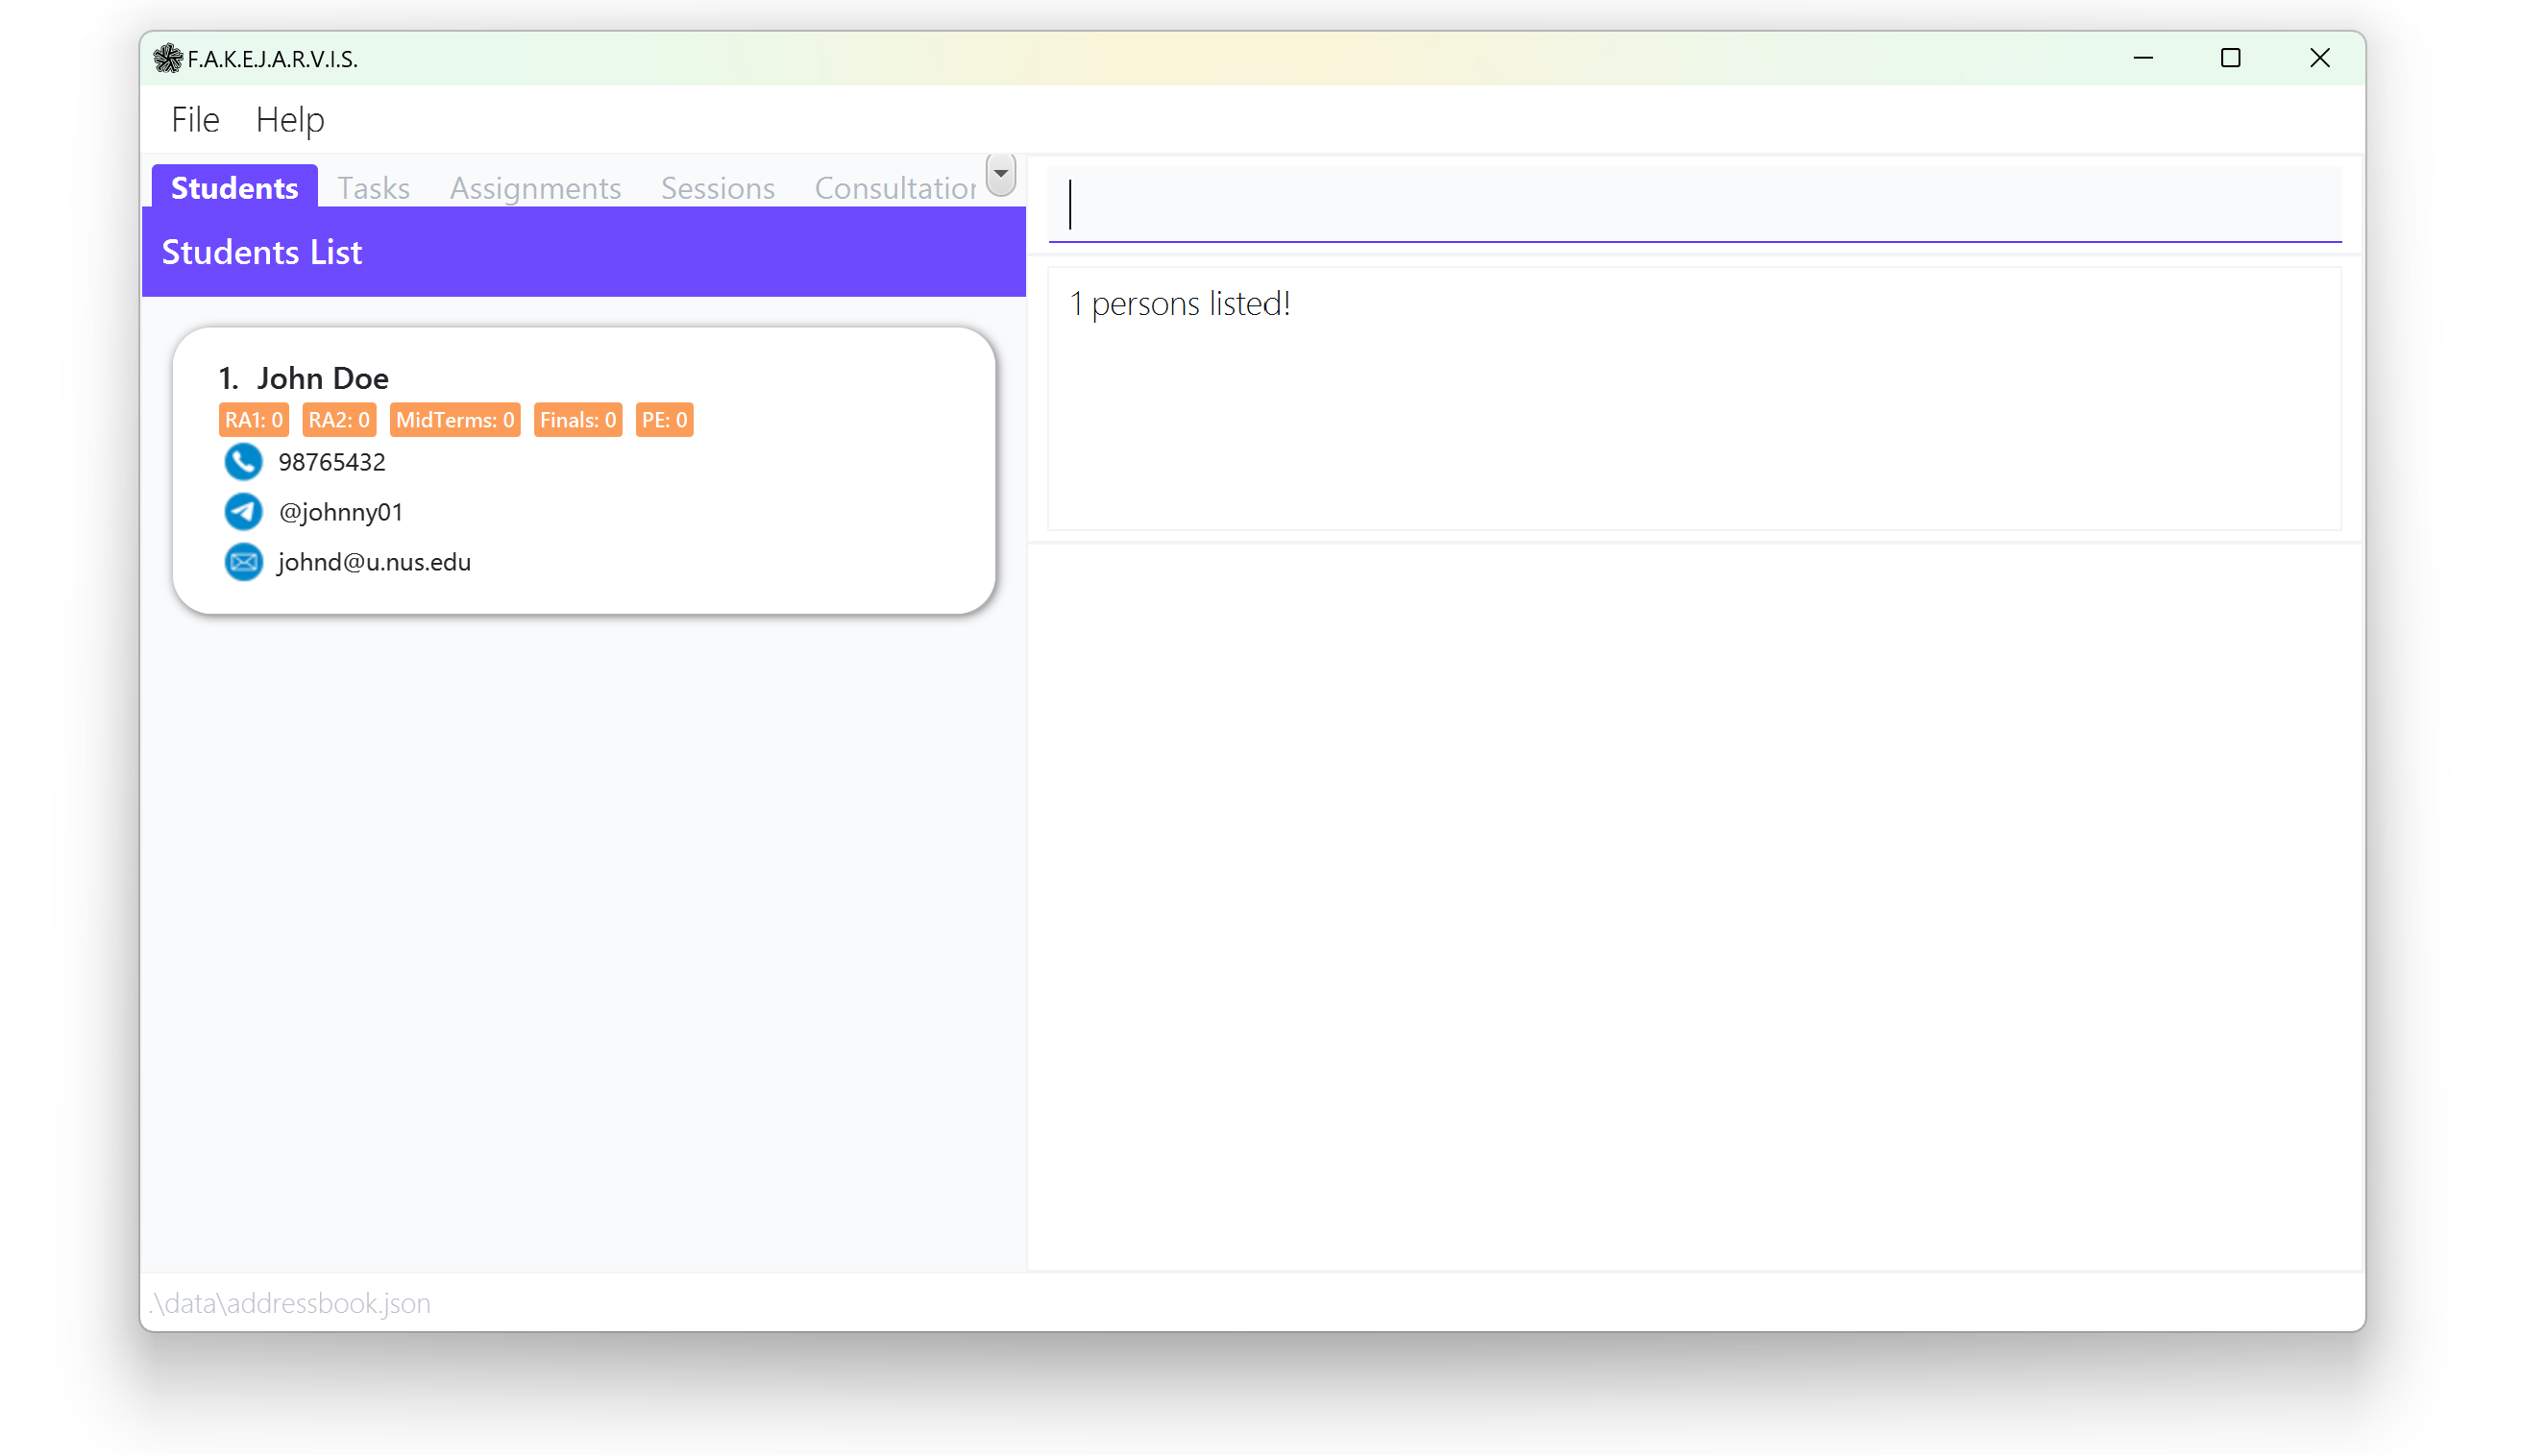 F.A.K.E.J.A.R.V.I.S.
File Help
Students Tasks Assignments Sessions Consultation
Students List
1. John Doe
RA1: 0 RA2: 0 MidTerms: 0 Finals: 0 PE: 0
98765432
@johnny01
johnd@u.nus.edu
1 persons listed!
.\data\addressbook.json